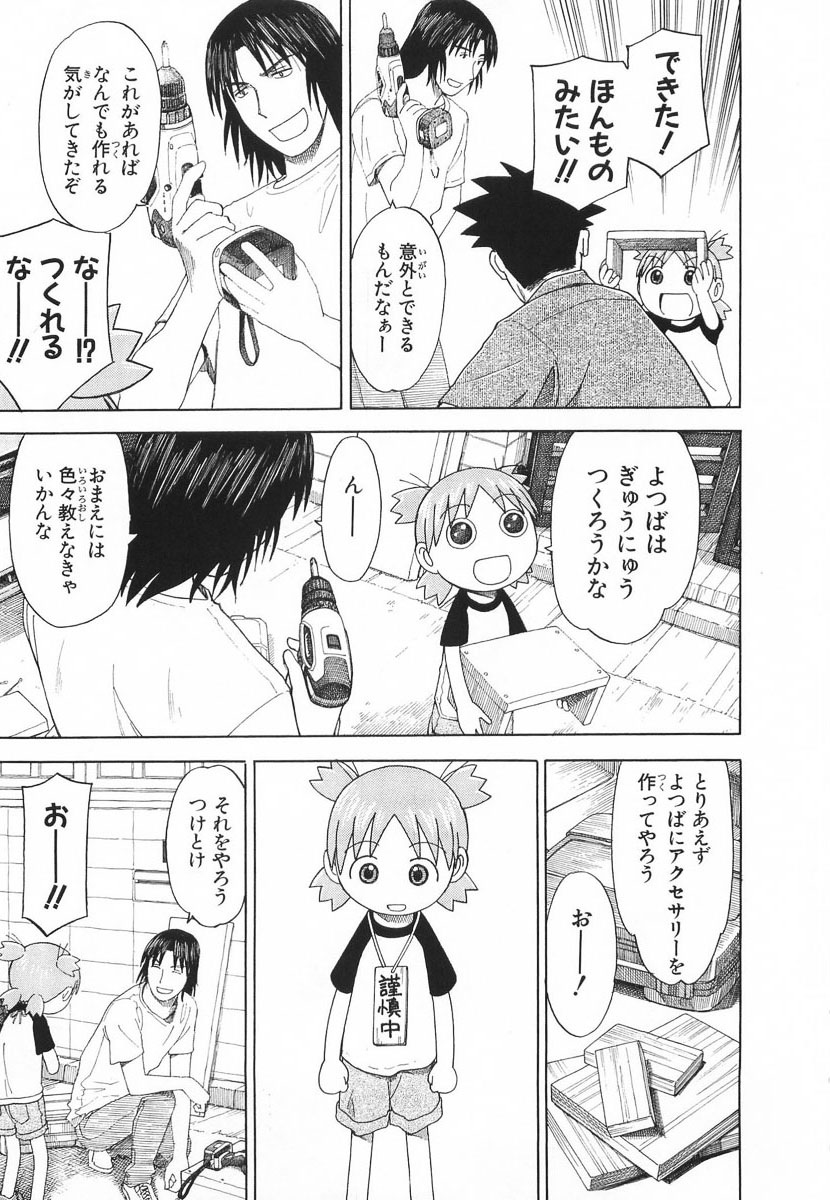 できた!
ほんもの
みたい!!
意外とできる
もんだなぁー
これがあれば
なんでも作れる
気がしてきたぞ
なー!?
つくれる
なー!!
よつばは
ぎゅうにゅう
つくろうかな
んー
おまえには
色々教えなきゃ
いかんな
とりあえず
よつばにアクセサリーを
作ってやろう
おー!
謹慎中
それをやろう
つけとけ
おー!!